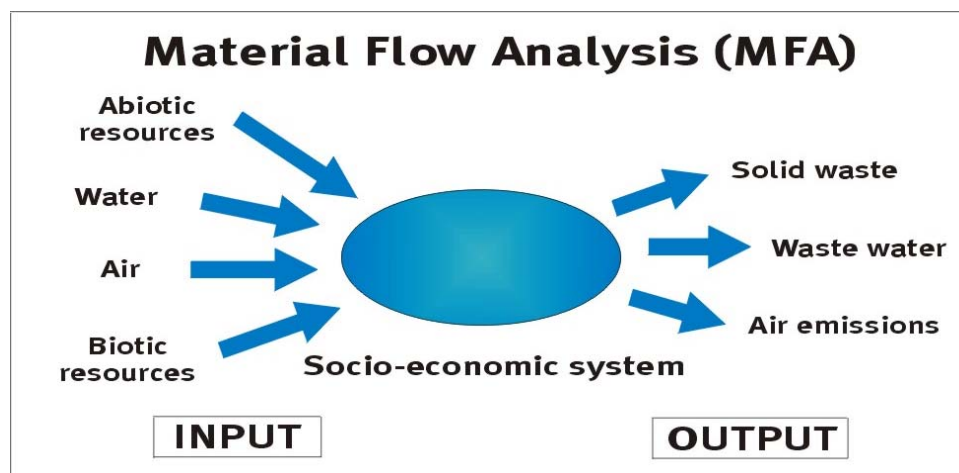 Material Flow Analysis (MFA)
Abiotic
resources
Water
Air
Biotic
resources
Solid waste
Waste water
Air emissions
Socio-economic system
INPUT
OUTPUT